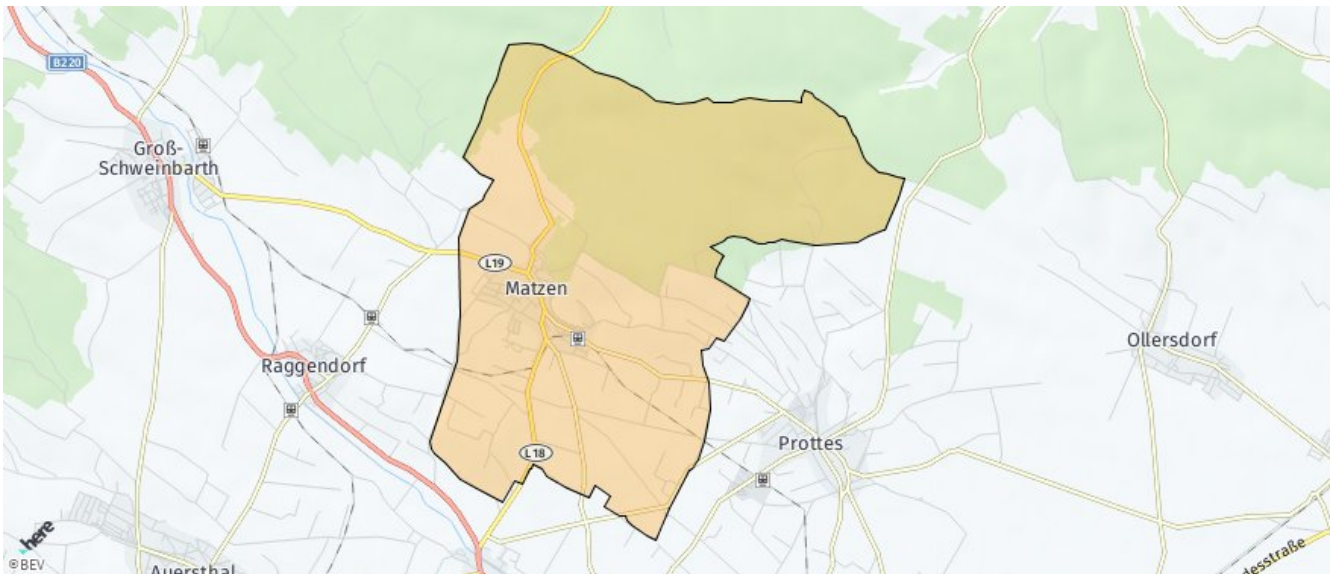 B220
Groß-
Schweinbarth
L19
Matzen
Raggendorf
Ollersdorf
Prottes
L18
here
©BEV
Auersthal
desstraße